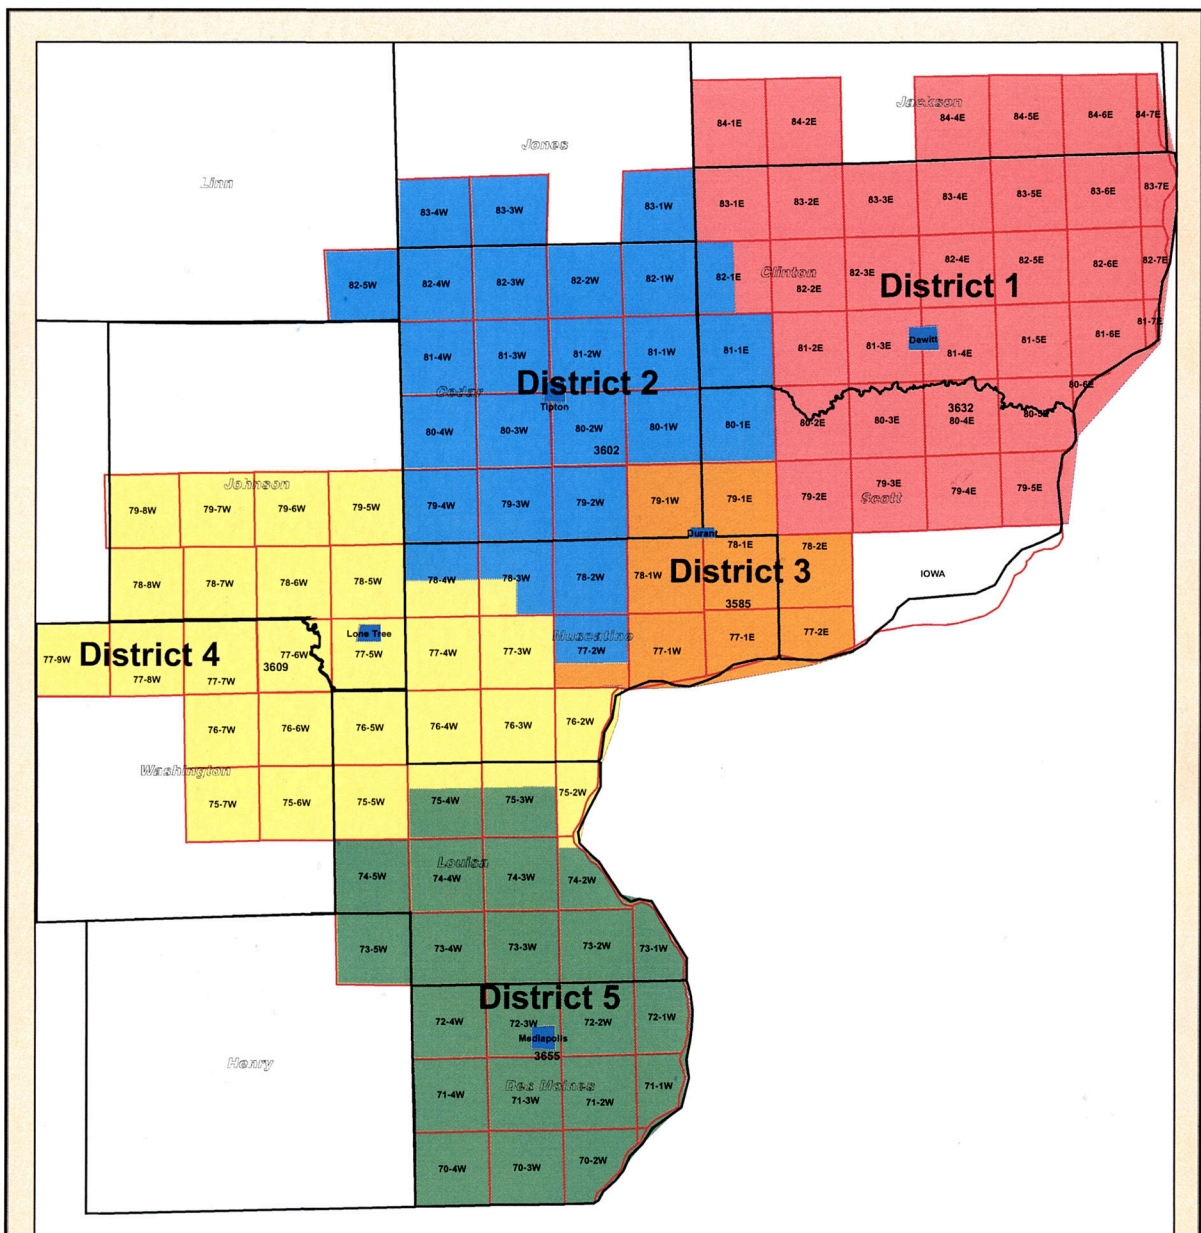 Jackson
84-1E 84-2E 84-4E 84-5E 84-6E 84-7E
Jones
Linn
83-4W 83-3W 83-1W 83-1E 83-2E 83-3E 83-4E 83-5E 83-6E 83-7E
82-5W 82-4W 82-3W 82-2W 82-1W 82-1E Clinton 82-3E 82-4E 82-5E 82-6E 82-7E
82-2E
District 1
81-4W 81-3W 81-2W 81-1W 81-1E 81-2E 81-3E Dewitt 81-4E 81-5E 81-6E 81-7E
District 2
Cedar
Tipton
80-6E
3632
80-4W 80-3W 80-2W 80-1W 80-1E 80-2E 80-3E 80-4E 80-5E
3602
Johnson
79-8W 79-7W 79-6W 79-5W 79-4W 79-3W 79-2W 79-1W 79-1E 79-2E 79-3E 79-4E 79-5E
Scott
Durant
78-1E 78-2E
78-8W 78-7W 78-6W 78-5W 78-4W 78-3W 78-2W 78-1W
District 3
IOWA
3585
Lone Tree
Muscatine
District 4
77-9W 77-8W 77-7W 77-6W 77-5W 77-4W 77-3W 77-2W 77-1W 77-1E 77-2E
3609
76-7W 76-6W 76-5W 76-4W 76-3W 76-2W
Washington
75-7W 75-6W 75-5W 75-4W 75-3W 75-2W
Louisa
74-5W 74-4W 74-3W 74-2W
73-5W 73-4W 73-3W 73-2W 73-1W
District 5
72-4W 72-3W 72-2W 72-1W
Mediapolis
3655
Henry
Des Moines
71-4W 71-3W 71-2W 71-1W
70-4W 70-3W 70-2W